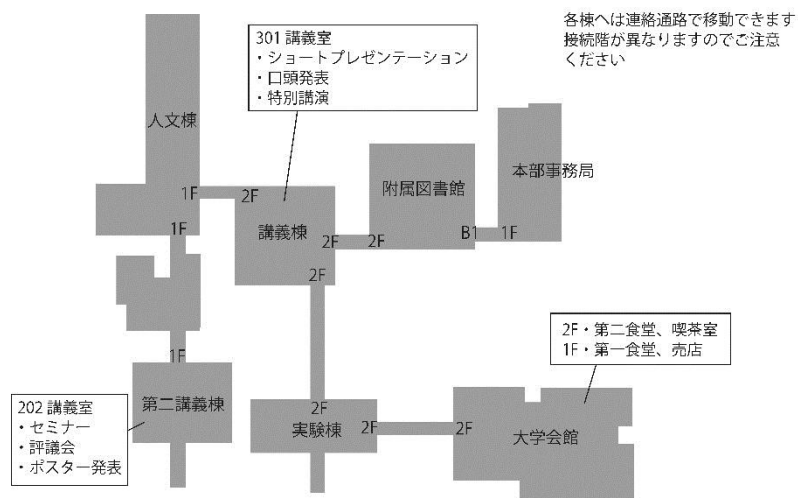 各棟へは連絡通路で移動できます
接続階が異なりますのでご注意
ください
301 講義室
・ショートプレゼンテーション
・口頭発表
・特別講演
人文棟
附属図書館
本部事務局
1F
2F
講義棟
2F
2F
B1
1F
1F
2F
2F・第二食堂、喫茶室
1F・第一食堂、売店
1F
第二講義棟
202 講義室
・セミナー
・評議会
・ポスター発表
2F
実験棟
2F
2F
大学会館